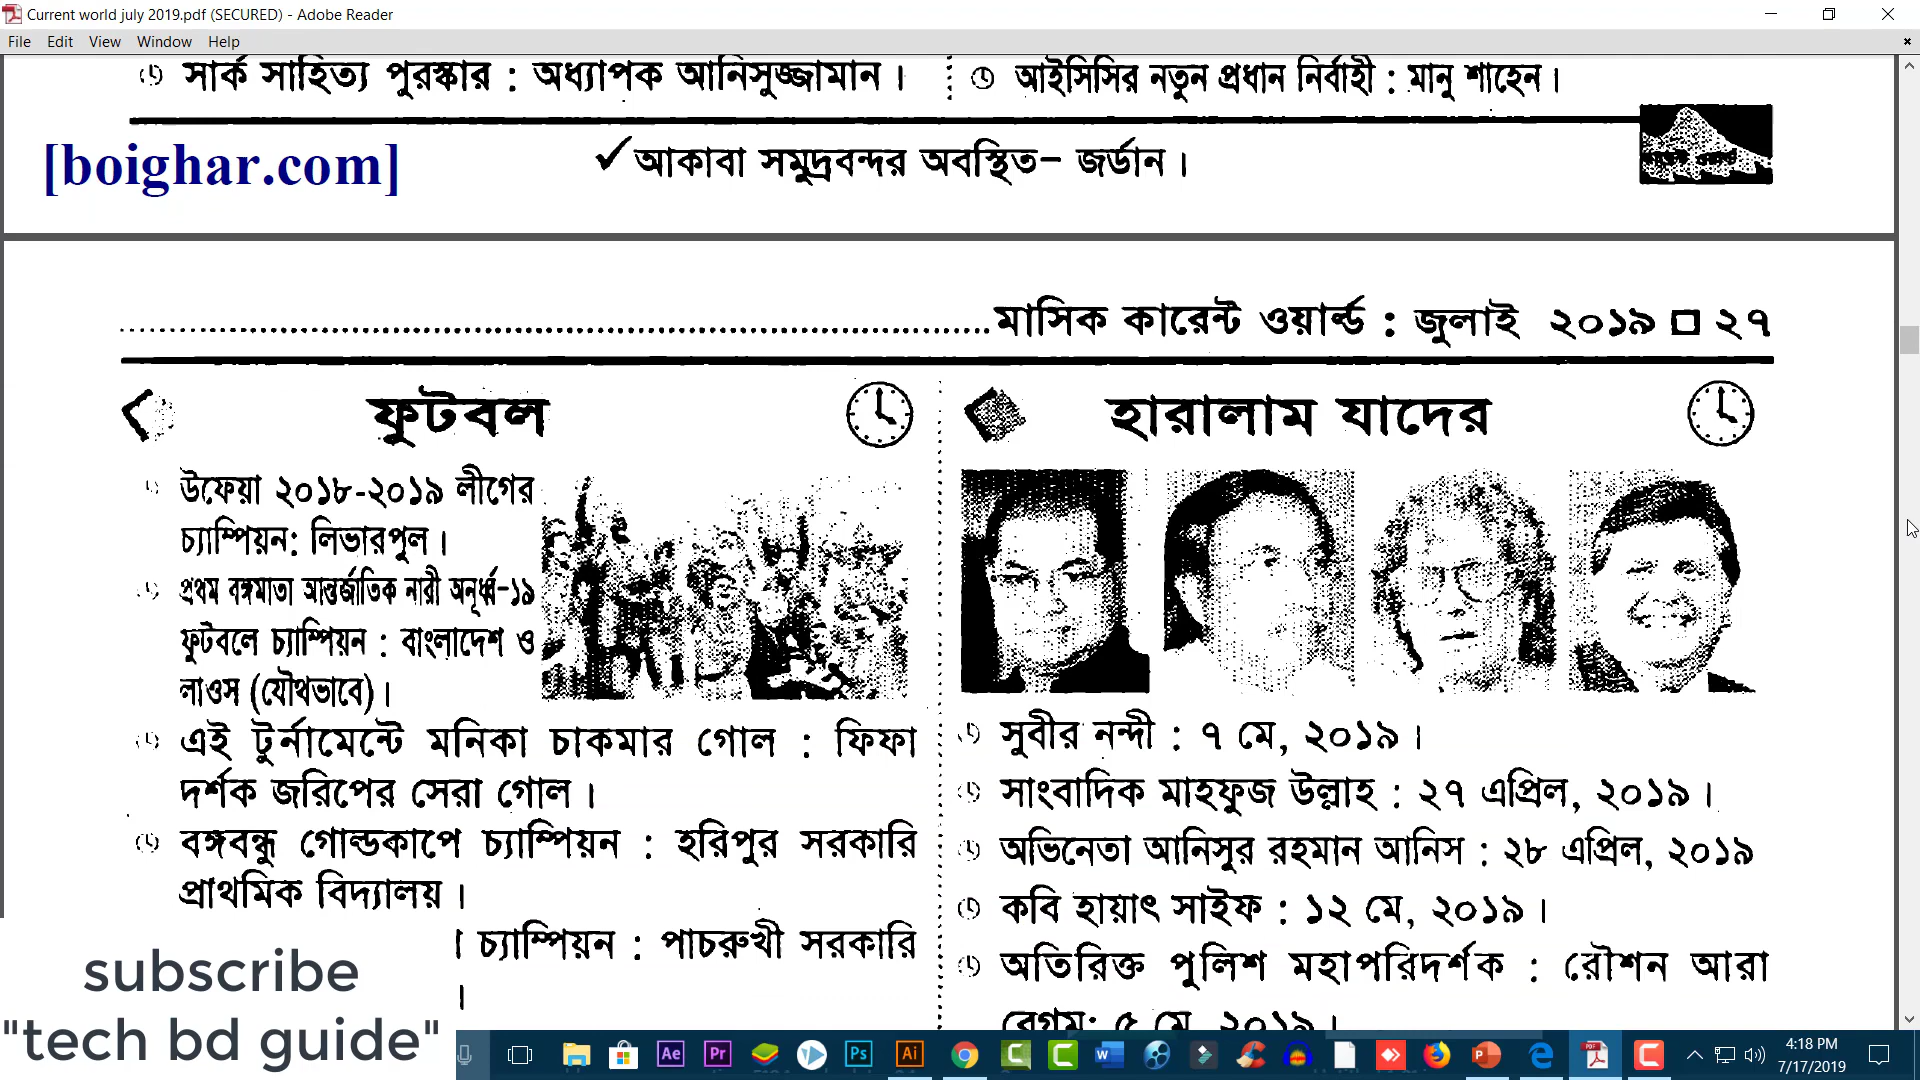 Current world july 2019.pdf (SECURED) - Adobe Reader
File Edit View Window Help
সার্ক সাহিত্য পুরস্কার : অধ্যাপক আনিসুজ্জামান।
আইসিসির নতুন প্রধান নির্বাহী : মানু শাহেন।
[boighar.com]
✓আকাবা সমুদ্রবন্দর অবস্থিত– জর্ডান।
মাসিক কারেন্ট ওয়ার্ল্ড : জুলাই ২০১৯ □ ২৭
ফুটবল
উফেয়া ২০১৮-২০১৯ লীগের
চ্যাম্পিয়ন: লিভারপুল।
প্রথম বঙ্গমাতা আন্তর্জাতিক নারী অনূর্ধ্ব-১৯
ফুটবলে চ্যাম্পিয়ন : বাংলাদেশ ও
লাওস (যৌথভাবে)।
এই টুর্নামেন্টে মনিকা চাকমার গোল : ফিফা
দর্শক জরিপের সেরা গোল।
বঙ্গবন্ধু গোল্ডকাপে চ্যাম্পিয়ন : হরিপুর সরকারি
প্রাথমিক বিদ্যালয়।
চ্যাম্পিয়ন : পাচরুখী সরকারি
হারালাম যাদের
সুবীর নন্দী : ৭ মে, ২০১৯।
সাংবাদিক মাহফুজ উল্লাহ : ২৭ এপ্রিল, ২০১৯।
অভিনেতা আনিসুর রহমান আনিস : ২৮ এপ্রিল, ২০১৯
কবি হায়াৎ সাইফ : ১২ মে, ২০১৯।
অতিরিক্ত পুলিশ মহাপরিদর্শক : রৌশন আরা
বেগম: ৫ মে, ২০১৯।
subscribe
"tech bd guide"
4:18 PM
7/17/2019